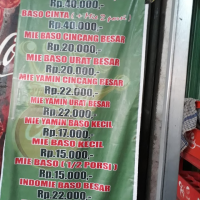 Rp.40.000,-
BASO CINTA
Rp.40.000,-
MIE BASO CINCANG BESAR
Rp.20.000,-
MIE BASO URAT BESAR
Rp.20.000,-
MIE YAMIN CINCANG BESAR
Rp.22.000,-
MIE YAMIN URAT BESAR
Rp.22.000,-
MIE YAMIN BASO KECIL
Rp.17.000,-
MIE BASO KECIL
Rp.15.000,-
MIE BASO (1/2 PORSI)
Rp.15.000,-
INDOMIE BASO BESAR
Rp.22.000,-